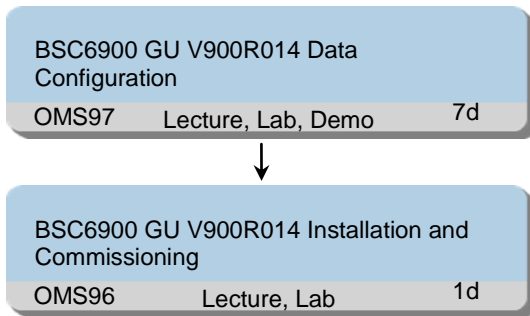 BSC6900 GU V900R014 Data
Configuration
OMS97 Lecture, Lab, Demo 7d
BSC6900 GU V900R014 Installation and
Commissioning
OMS96 Lecture, Lab 1d